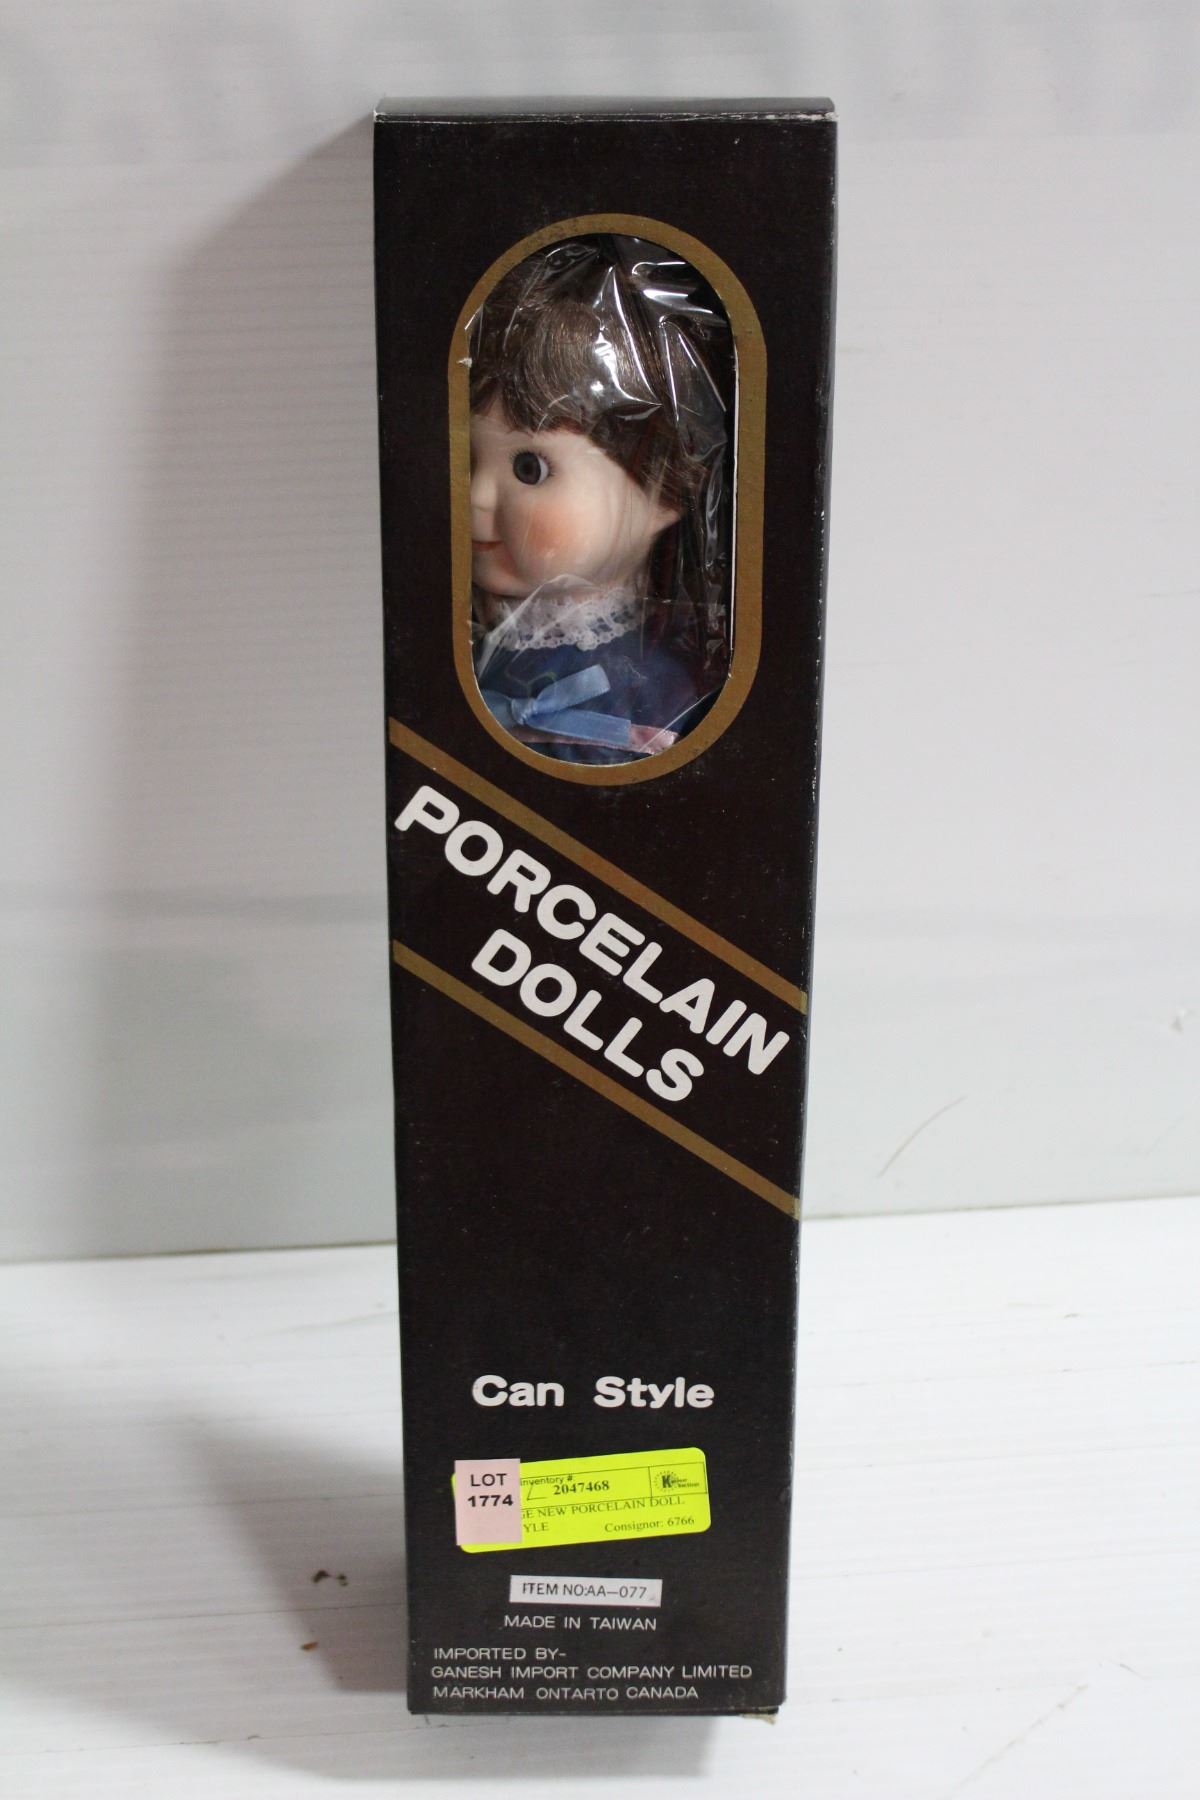 PORCELAIN
DOLLS
Can Style
LOT
1774
inventory #
2047468
NEW PORCELAIN DOLL
Consignor: 6766
ITEM NO:AA-077
MADE IN TAIWAN
IMPORTED BY-
GANESH IMPORT COMPANY LIMITED
MARKHAM ONTARTO CANADA